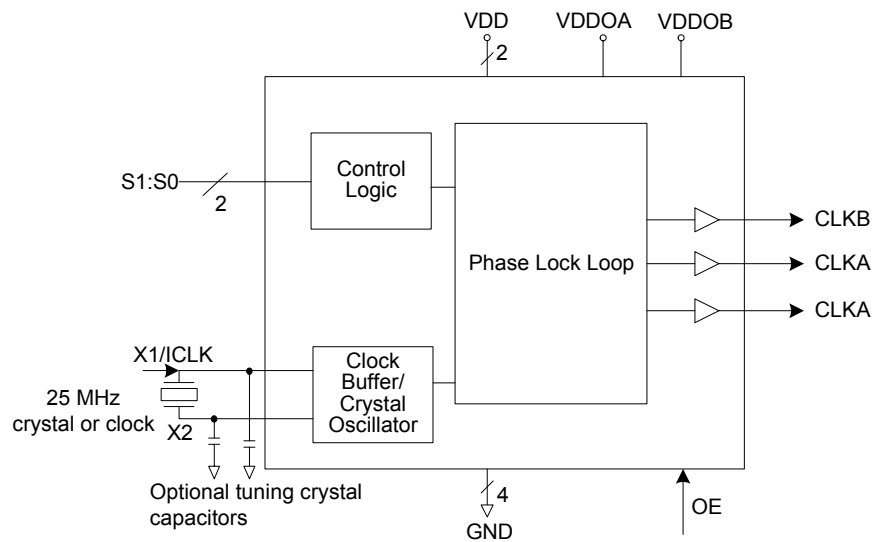 VDD
VDDOA
VDDOB
2
Control
Logic
S1:S0
2
Phase Lock Loop
CLKB
CLKA
CLKA
X1/ICLK
25 MHz
crystal or clock
X2
Clock
Buffer/
Crystal
Oscillator
Optional tuning crystal
capacitors
4
GND
OE